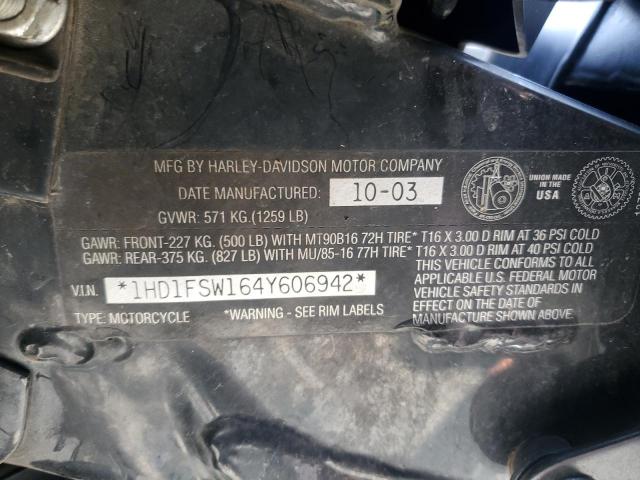 MFG BY HARLEY-DAVIDSON MOTOR COMPANY
DATE MANUFACTURED: 10-03
GVWR: 571 KG. (1259 LB)
UNION MADE
IN THE
USA
GAWR: FRONT-227 KG. (500 LB) WITH MT90B16 72H TIRE* T16 X 3.00 D RIM AT 36 PSI COLD
GAWR: REAR-375 KG. (827 LB) WITH MU/85-16 77H TIRE* T16 X 3.00 D RIM AT 40 PSI COLD
THIS VEHICLE CONFORMS TO ALL
APPLICABLE U.S. FEDERAL MOTOR
VEHICLE SAFETY STANDARDS IN
EFFECT ON THE DATE OF
MANUFACTURE SHOWN ABOVE.
V.I.N. *1HD1FSW164Y606942*
TYPE: MOTORCYCLE *WARNING - SEE RIM LABELS